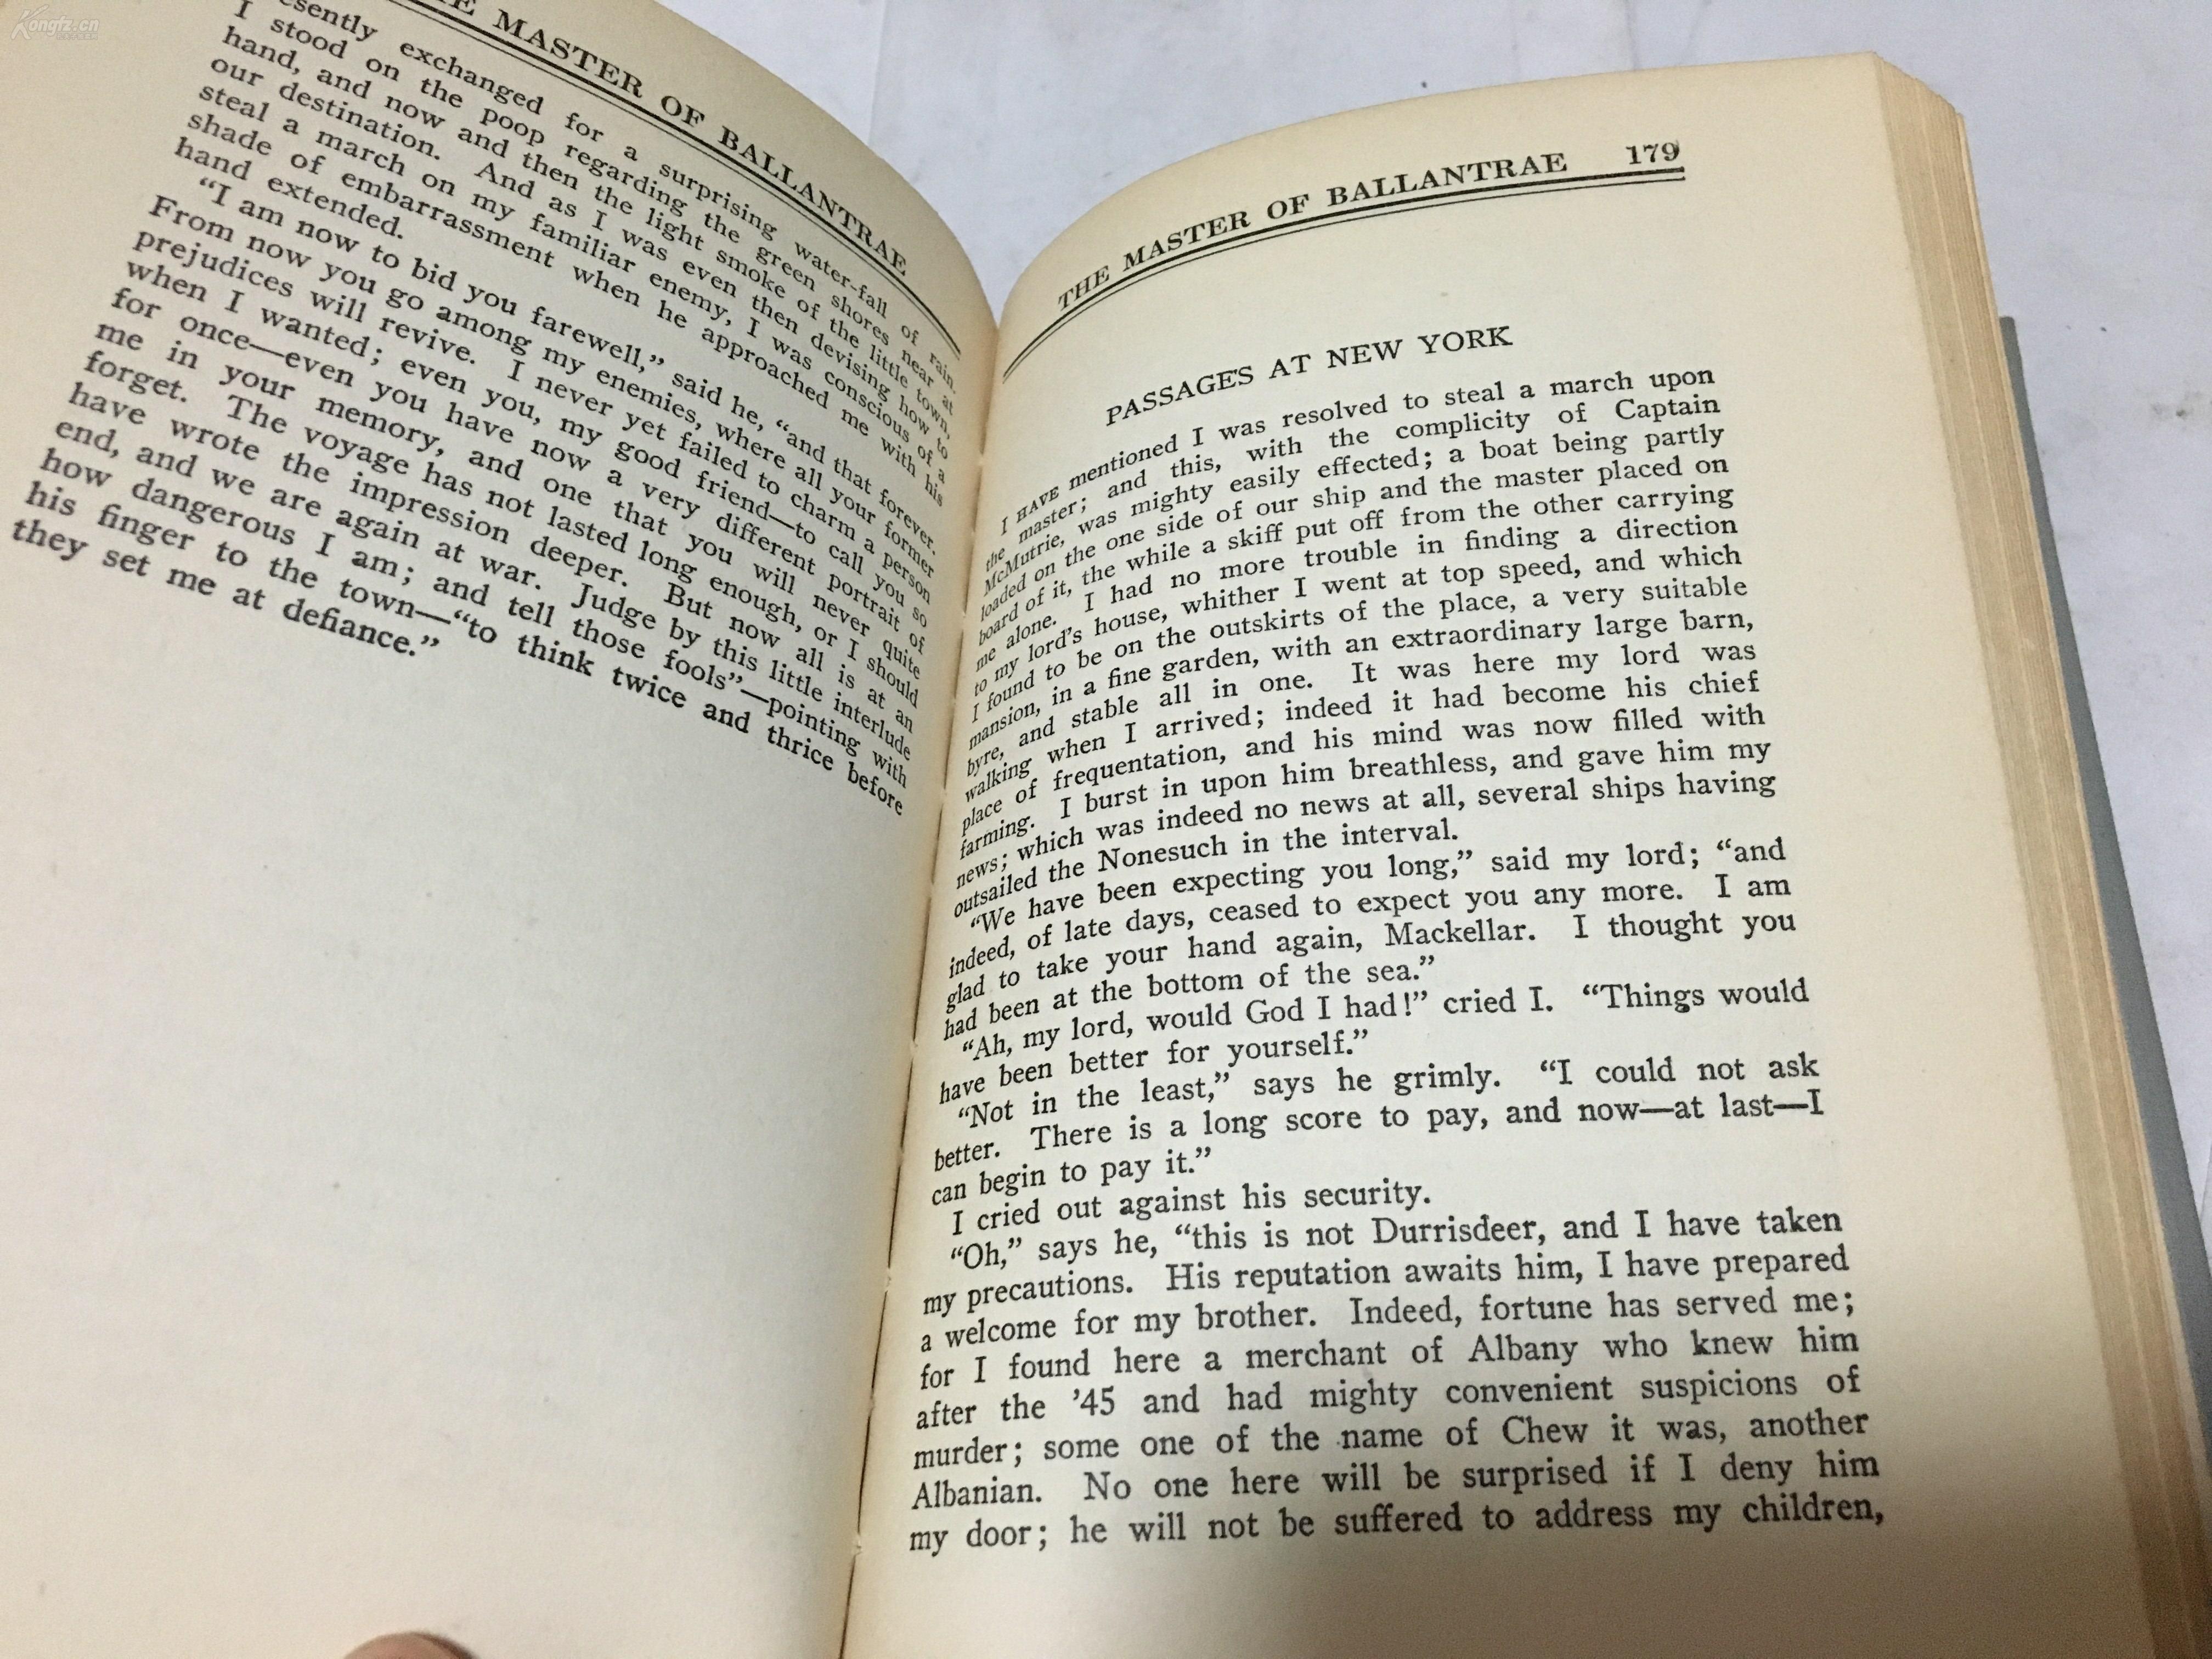 Kongfz.cn
THE MASTER OF BALLANTRAE
exchanged for a surprising water-fall of rain.
I stood on the poop regarding the green shores near at
hand, and now and then the light smoke of the little town,
our destination. And as I was even then devising how to
steal a march on my familiar enemy, I was conscious of a
shade of embarrassment when he approached me with his
hand extended.
“I am now to bid you farewell,” said he, “and that forever.
From now you go among my enemies, where all your former
prejudices will revive. I never yet failed to charm a person
when I wanted; even you, my good friend—to call you so
for once—even you have now a very different portrait of
me in your memory, and one that you will never quite
forget. The voyage has not lasted long enough, or I should
have wrote the impression deeper. But now all is at an
end, and we are again at war. Judge by this little interlude
how dangerous I am; and tell those fools”—pointing with
his finger to the town—“to think twice and thrice before
they set me at defiance.”
THE MASTER OF BALLANTRAE 179
PASSAGES AT NEW YORK
I HAVE mentioned I was resolved to steal a march upon
the master; and this, with the complicity of Captain
McMutrie, was mighty easily effected; a boat being partly
loaded on the one side of our ship and the master placed on
board of it, the while a skiff put off from the other carrying
me alone. I had no more trouble in finding a direction
to my lord’s house, whither I went at top speed, and which
I found to be on the outskirts of the place, a very suitable
mansion, in a fine garden, with an extraordinary large barn,
byre, and stable all in one. It was here my lord was
walking when I arrived; indeed it had become his chief
place of frequentation, and his mind was now filled with
farming. I burst in upon him breathless, and gave him my
news; which was indeed no news at all, several ships having
outsailed the Nonesuch in the interval.
“We have been expecting you long,” said my lord; “and
indeed, of late days, ceased to expect you any more. I am
glad to take your hand again, Mackellar. I thought you
had been at the bottom of the sea.”
“Ah, my lord, would God I had!” cried I. “Things would
have been better for yourself.”
“Not in the least,” says he grimly. “I could not ask
better. There is a long score to pay, and now—at last—I
can begin to pay it.”
I cried out against his security.
“Oh,” says he, “this is not Durrisdeer, and I have taken
my precautions. His reputation awaits him, I have prepared
a welcome for my brother. Indeed, fortune has served me;
for I found here a merchant of Albany who knew him
after the ’45 and had mighty convenient suspicions of
murder; some one of the name of Chew it was, another
Albanian. No one here will be surprised if I deny him
my door; he will not be suffered to address my children,